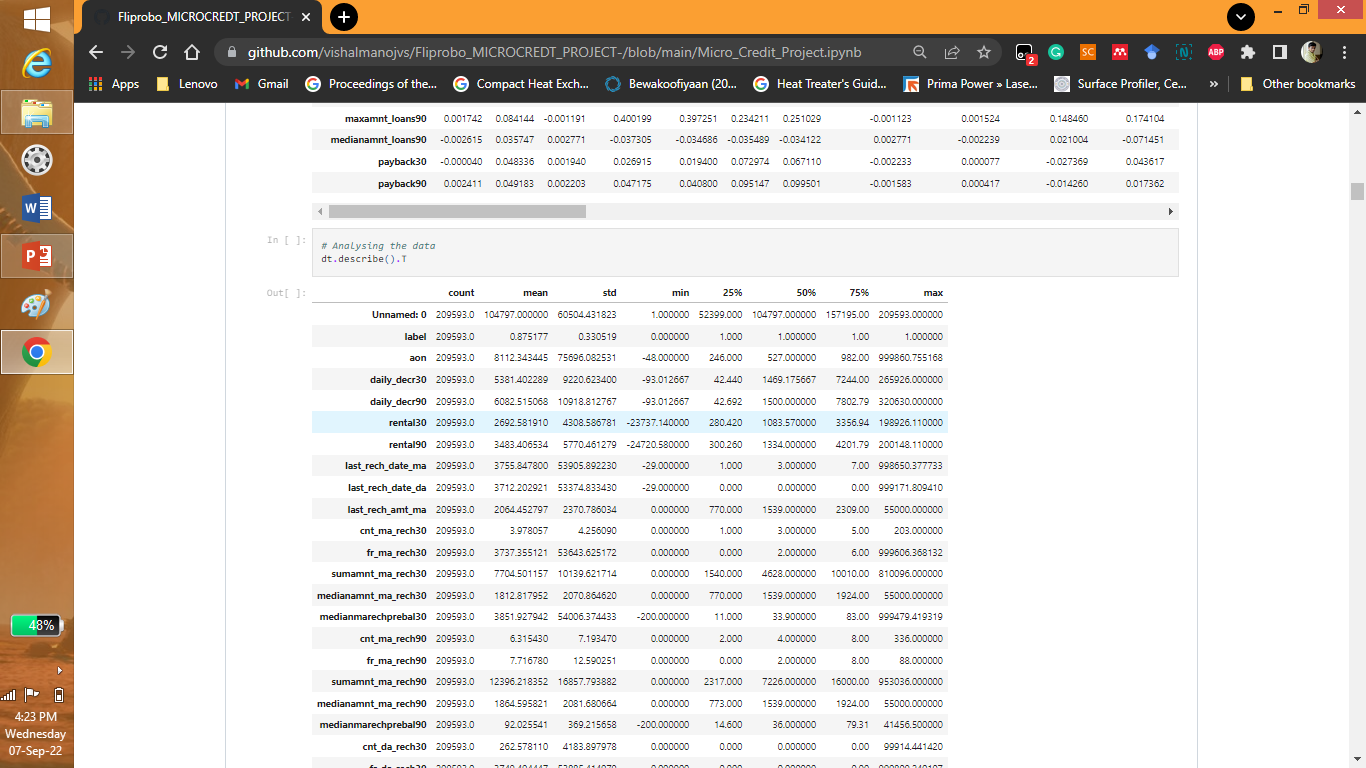 Fliprobo_MICROCREDT_PROJECT
github.com/vishalmanojvs/Fliprobo_MICROCREDT_PROJECT-/blob/main/Micro_Credit_Project.ipynb
2
SC
ABP
Apps Lenovo Gmail Proceedings of the... Compact Heat Exch... Bewakoofiyaan (20... Heat Treater's Guid... Prima Power » Lase... Surface Profiler, Ce... » Other bookmarks
maxamnt_loans90 0.001742 0.084144 -0.001191 0.400199 0.397251 0.234211 0.251029 -0.001123 0.001524 0.148460 0.174104
medianamnt_loans90 -0.002615 0.035747 0.002771 -0.037305 -0.034686 -0.035489 -0.034122 0.002771 -0.002239 0.021004 -0.071451
payback30 -0.000040 0.048336 0.001940 0.026915 0.019400 0.072974 0.067110 -0.002233 0.000077 -0.027369 0.043617
payback90 0.002411 0.049183 0.002203 0.047175 0.040800 0.095147 0.099501 -0.001583 0.000417 -0.014260 0.017362
In [ ]:
# Analysing the data
dt.describe().T
Out[ ]:
count mean std min 25% 50% 75% max
Unnamed: 0 209593.0 104797.000000 60504.431823 1.000000 52399.000 104797.000000 157195.00 209593.000000
label 209593.0 0.875177 0.330519 0.000000 1.000 1.000000 1.00 1.000000
aon 209593.0 8112.343445 75696.082531 -48.000000 246.000 527.000000 982.00 999860.755168
daily_decr30 209593.0 5381.402289 9220.623400 -93.012667 42.440 1469.175667 7244.00 265926.000000
daily_decr90 209593.0 6082.515068 10918.812767 -93.012667 42.692 1500.000000 7802.79 320630.000000
rental30 209593.0 2692.581910 4308.586781 -23737.140000 280.420 1083.570000 3356.94 198926.110000
rental90 209593.0 3483.406534 5770.461279 -24720.580000 300.260 1334.000000 4201.79 200148.110000
last_rech_date_ma 209593.0 3755.847800 53905.892230 -29.000000 1.000 3.000000 7.00 998650.377733
last_rech_date_da 209593.0 3712.202921 53374.833430 -29.000000 0.000 0.000000 0.00 999171.809410
last_rech_amt_ma 209593.0 2064.452797 2370.786034 0.000000 770.000 1539.000000 2309.00 55000.000000
cnt_ma_rech30 209593.0 3.978057 4.256090 0.000000 1.000 3.000000 5.00 203.000000
fr_ma_rech30 209593.0 3737.355121 53643.625172 0.000000 0.000 2.000000 6.00 999606.368132
sumamnt_ma_rech30 209593.0 7704.501157 10139.621714 0.000000 1540.000 4628.000000 10010.00 810096.000000
medianamnt_ma_rech30 209593.0 1812.817952 2070.864620 0.000000 770.000 1539.000000 1924.00 55000.000000
medianmarechprebal30 209593.0 3851.927942 54006.374433 -200.000000 11.000 33.900000 83.00 999479.419319
cnt_ma_rech90 209593.0 6.315430 7.193470 0.000000 2.000 4.000000 8.00 336.000000
fr_ma_rech90 209593.0 7.716780 12.590251 0.000000 0.000 2.000000 8.00 88.000000
sumamnt_ma_rech90 209593.0 12396.218352 16857.793882 0.000000 2317.000 7226.000000 16000.00 953036.000000
medianamnt_ma_rech90 209593.0 1864.595821 2081.680664 0.000000 773.000 1539.000000 1924.00 55000.000000
medianmarechprebal90 209593.0 92.025541 369.215658 -200.000000 14.600 36.000000 79.31 41456.500000
cnt_da_rech30 209593.0 262.578110 4183.897978 0.000000 0.000 0.000000 0.00 99914.441420
48%
4:23 PM
Wednesday
07-Sep-22